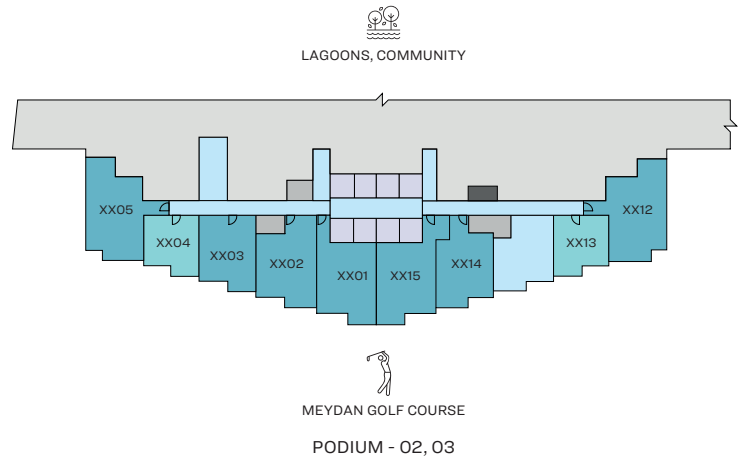 LAGOONS, COMMUNITY
XX05
XX12
XX04
XX03
XX02
XX01
XX15
XX14
XX13
MEYDAN GOLF COURSE
PODIUM - 02, 03